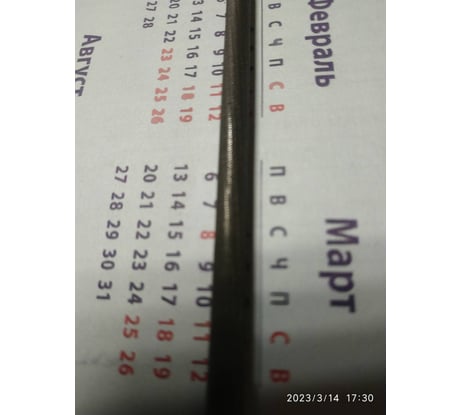 Февраль
В С Ч П С В
6 7 8 9 10 11 12
13 14 15 16 17 18 19
20 21 22 23 24 25 26
27 28
Март
П В С Ч П С В
6 7 8 9 10 11 12
13 14 15 16 17 18 19
20 21 22 23 24 25 26
27 28 29 30 31
Август
2023/3/14 17:30